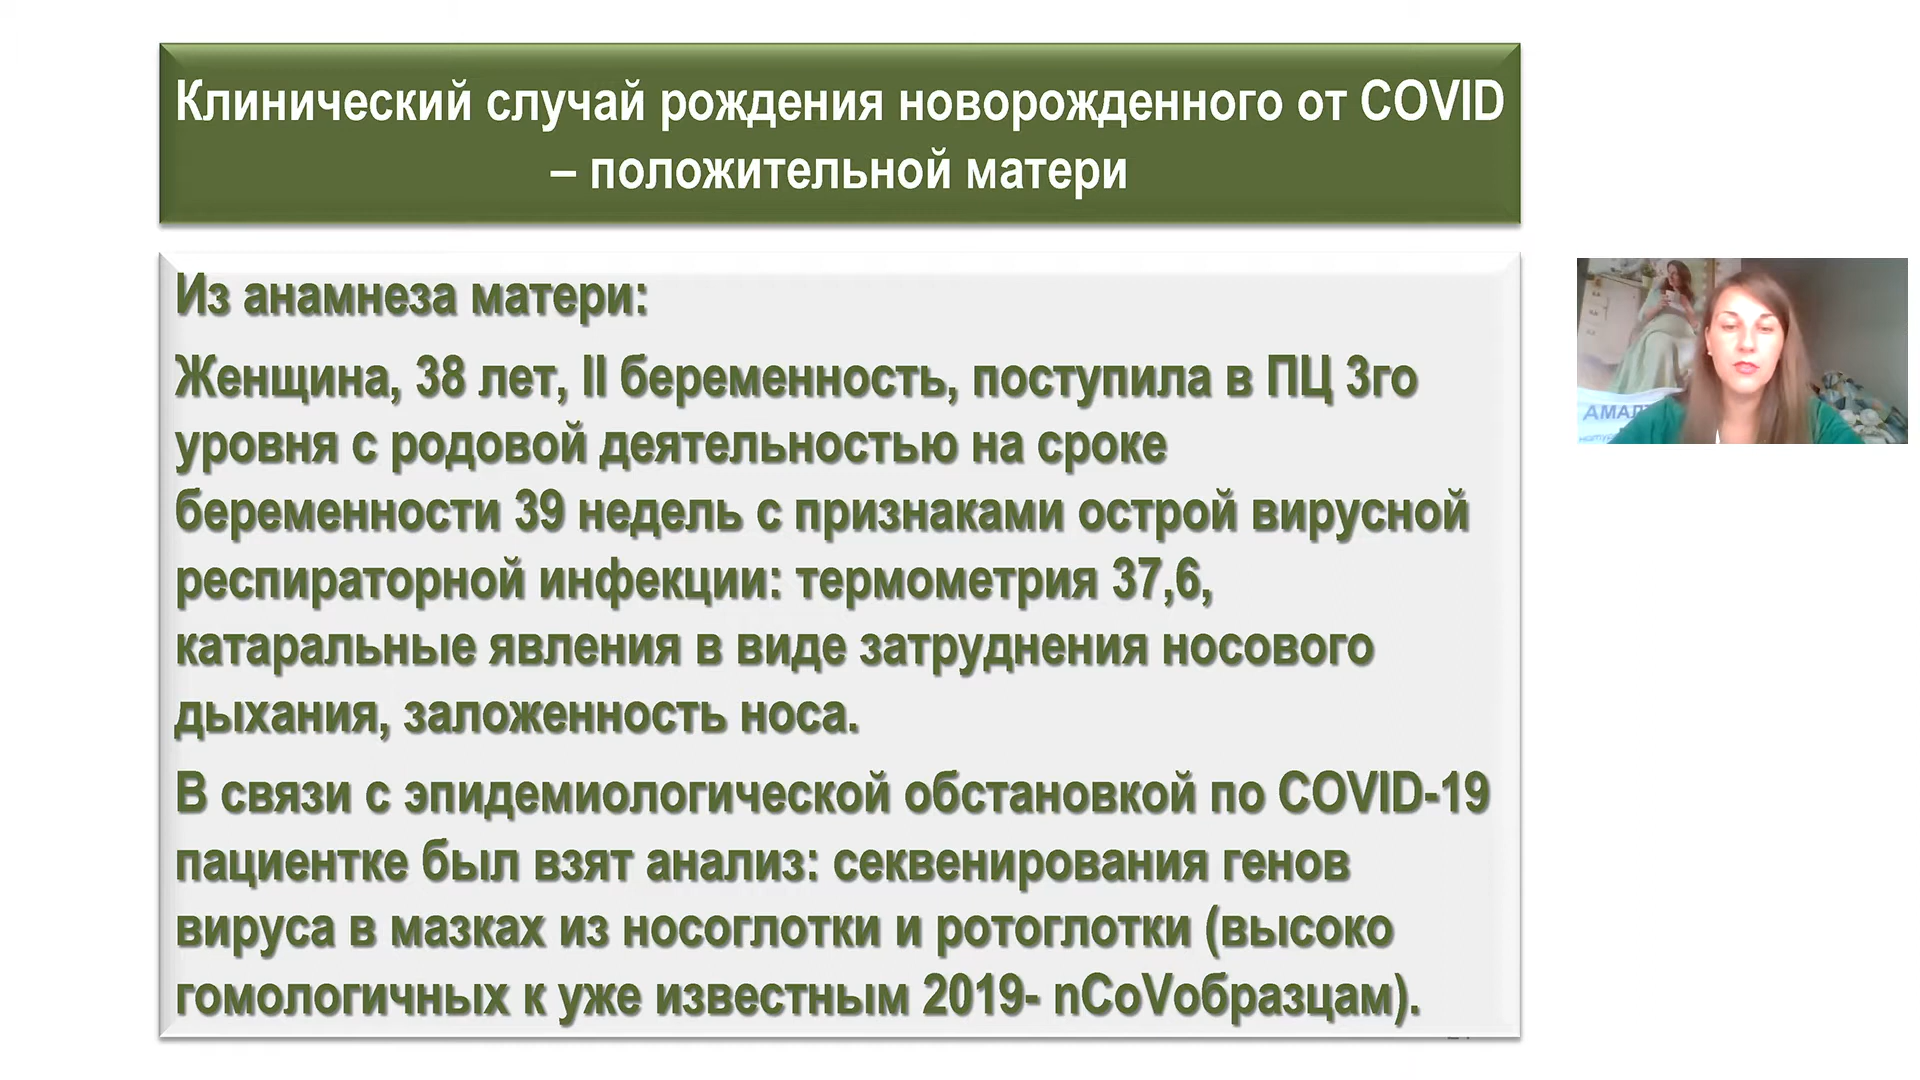 Клинический случай рождения новорожденного от COVID
– положительной матери
Из анамнеза матери:
Женщина, 38 лет, II беременность, поступила в ПЦ 3го
уровня с родовой деятельностью на сроке
беременности 39 недель с признаками острой вирусной
респираторной инфекции: термометрия 37,6,
катаральные явления в виде затруднения носового
дыхания, заложенность носа.
В связи с эпидемиологической обстановкой по COVID-19
пациентке был взят анализ: секвенирования генов
вируса в мазках из носоглотки и ротоглотки (высоко
гомологичных к уже известным 2019- nCoVобразцам).